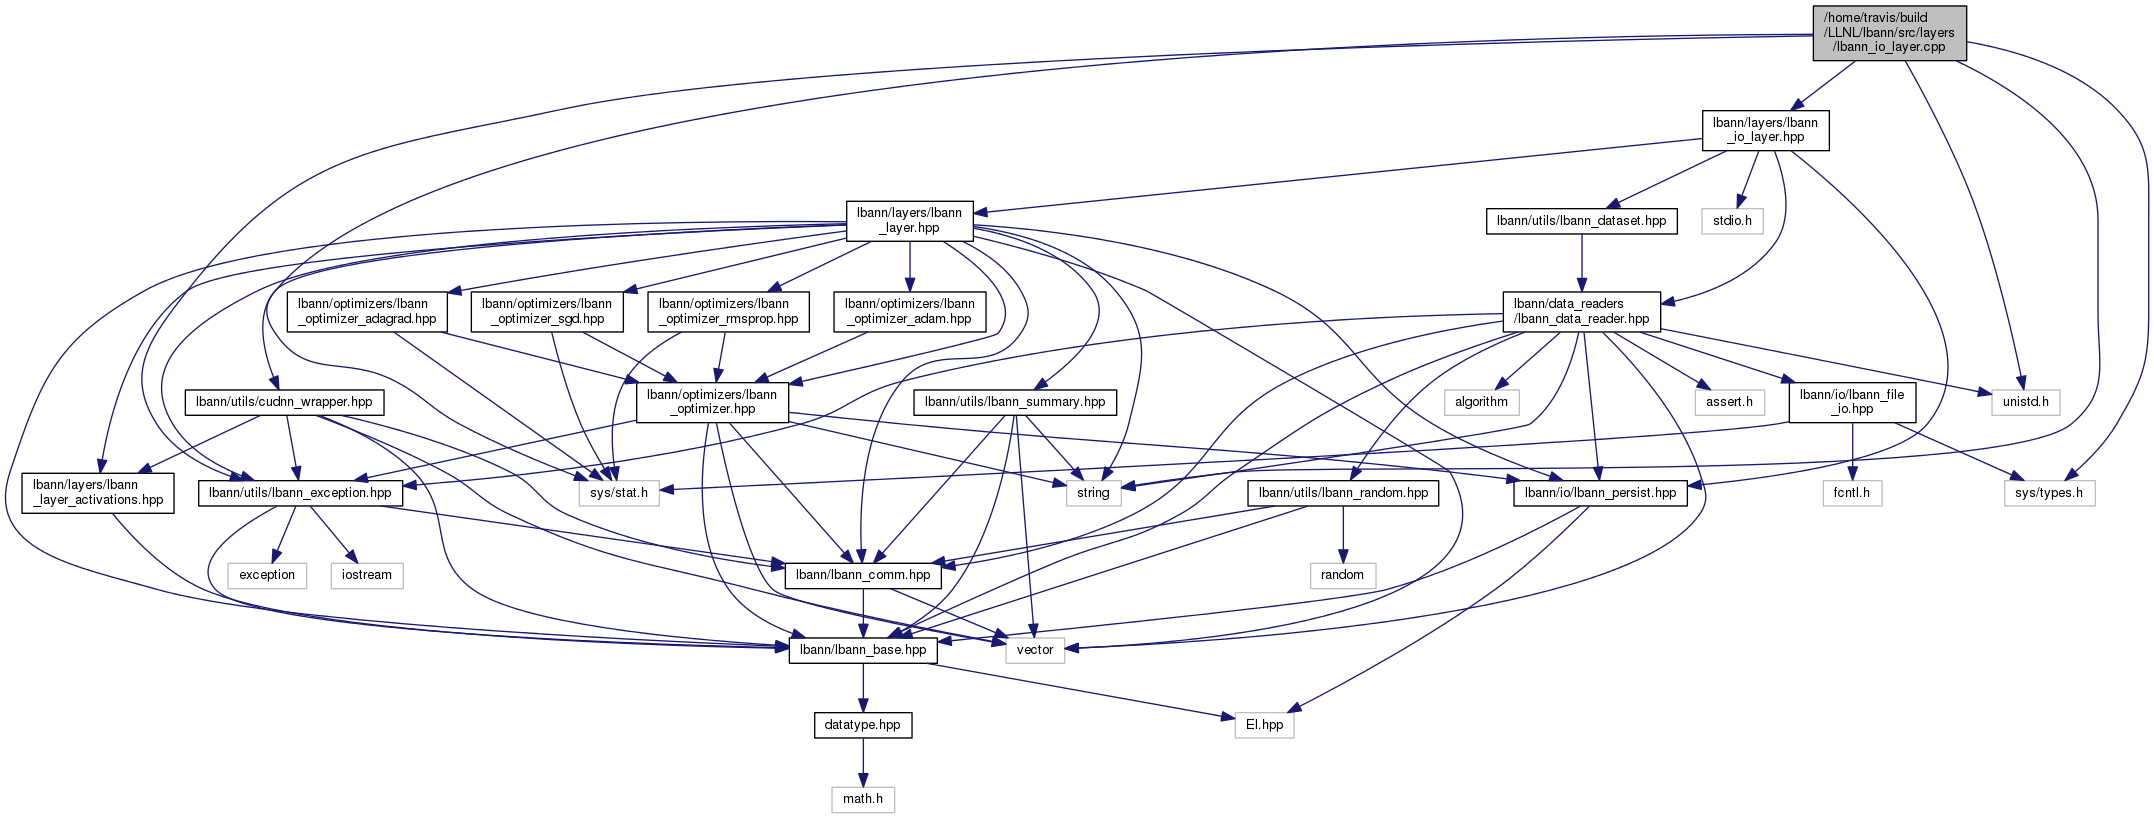 /home/travis/build
/LLNL/lbann/src/layers
/lbann_io_layer.cpp
lbann/layers/lbann
_io_layer.hpp
lbann/layers/lbann
_layer.hpp
lbann/utils/lbann_dataset.hpp
stdio.h
lbann/optimizers/lbann
_optimizer_adagrad.hpp
lbann/optimizers/lbann
_optimizer_sgd.hpp
lbann/optimizers/lbann
_optimizer_rmsprop.hpp
lbann/optimizers/lbann
_optimizer_adam.hpp
lbann/data_readers
/lbann_data_reader.hpp
lbann/utils/cudnn_wrapper.hpp
lbann/optimizers/lbann
_optimizer.hpp
lbann/utils/lbann_summary.hpp
algorithm
assert.h
lbann/io/lbann_file
_io.hpp
unistd.h
lbann/layers/lbann
_layer_activations.hpp
lbann/utils/lbann_exception.hpp
sys/stat.h
string
lbann/utils/lbann_random.hpp
lbann/io/lbann_persist.hpp
fcntl.h
sys/types.h
exception
iostream
lbann/lbann_comm.hpp
random
lbann/lbann_base.hpp
vector
datatype.hpp
El.hpp
math.h